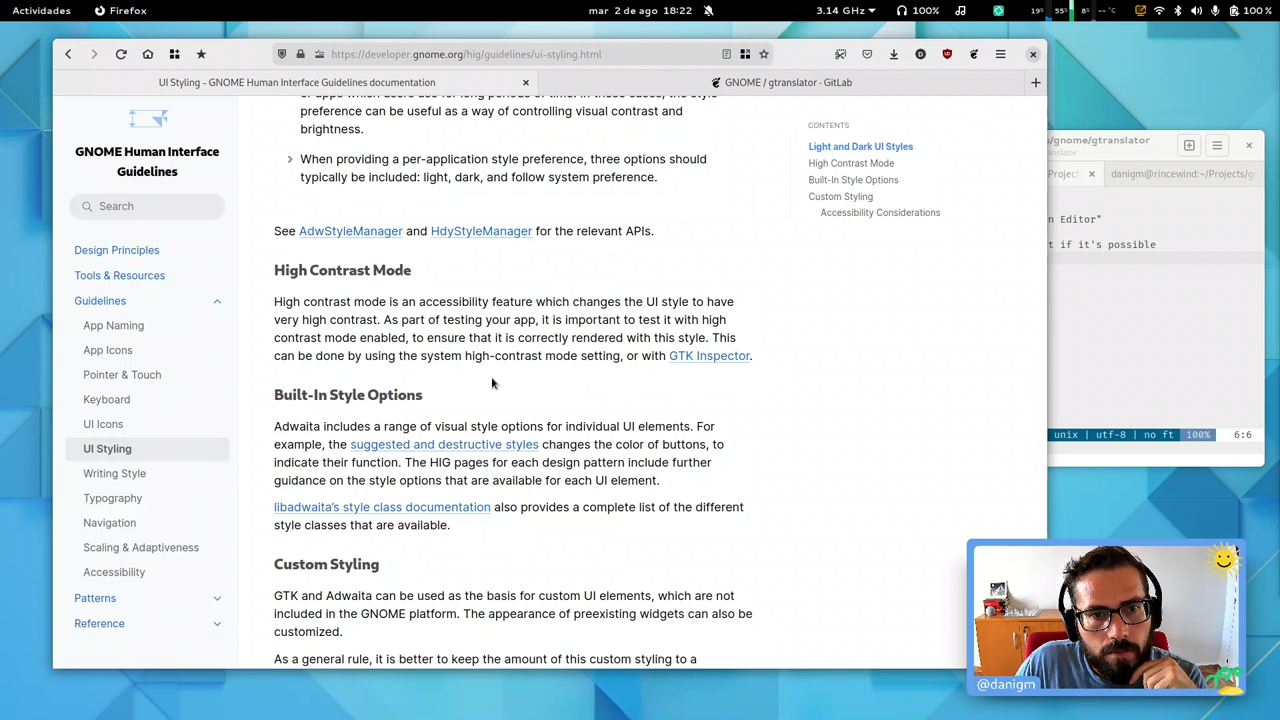 Actividades
Firefox
mar 2 de ago 18:22
3.14 GHz
100%
19%
55%
8%
-- °C
100 %
https://developer.gnome.org/hig/guidelines/ui-styling.html
UI Styling - GNOME Human Interface Guidelines documentation
GNOME / gtranslator · GitLab
GNOME Human Interface
Guidelines
Search
Design Principles
Tools & Resources
Guidelines
App Naming
App Icons
Pointer & Touch
Keyboard
UI Icons
UI Styling
Writing Style
Typography
Navigation
Scaling & Adaptiveness
Accessibility
Patterns
Reference
preference can be useful as a way of controlling visual contrast and
brightness.
When providing a per-application style preference, three options should
typically be included: light, dark, and follow system preference.
See AdwStyleManager and HdyStyleManager for the relevant APIs.
High Contrast Mode
High contrast mode is an accessibility feature which changes the UI style to have
very high contrast. As part of testing your app, it is important to test it with high
contrast mode enabled, to ensure that it is correctly rendered with this style. This
can be done by using the system high-contrast mode setting, or with GTK Inspector.
Built-In Style Options
Adwaita includes a range of visual style options for individual UI elements. For
example, the suggested and destructive styles changes the color of buttons, to
indicate their function. The HIG pages for each design pattern include further
guidance on the style options that are available for each UI element.
libadwaita's style class documentation also provides a complete list of the different
style classes that are available.
Custom Styling
GTK and Adwaita can be used as the basis for custom UI elements, which are not
included in the GNOME platform. The appearance of preexisting widgets can also be
customized.
As a general rule, it is better to keep the amount of this custom styling to a
CONTENTS
Light and Dark UI Styles
High Contrast Mode
Built-In Style Options
Custom Styling
Accessibility Considerations
s/gnome/gtranslator
anslator
Project
danigm@rincewind:~/Projects/g
n Editor"
t if it's possible
unix | utf-8 | no ft
100%
6:6
@danigm